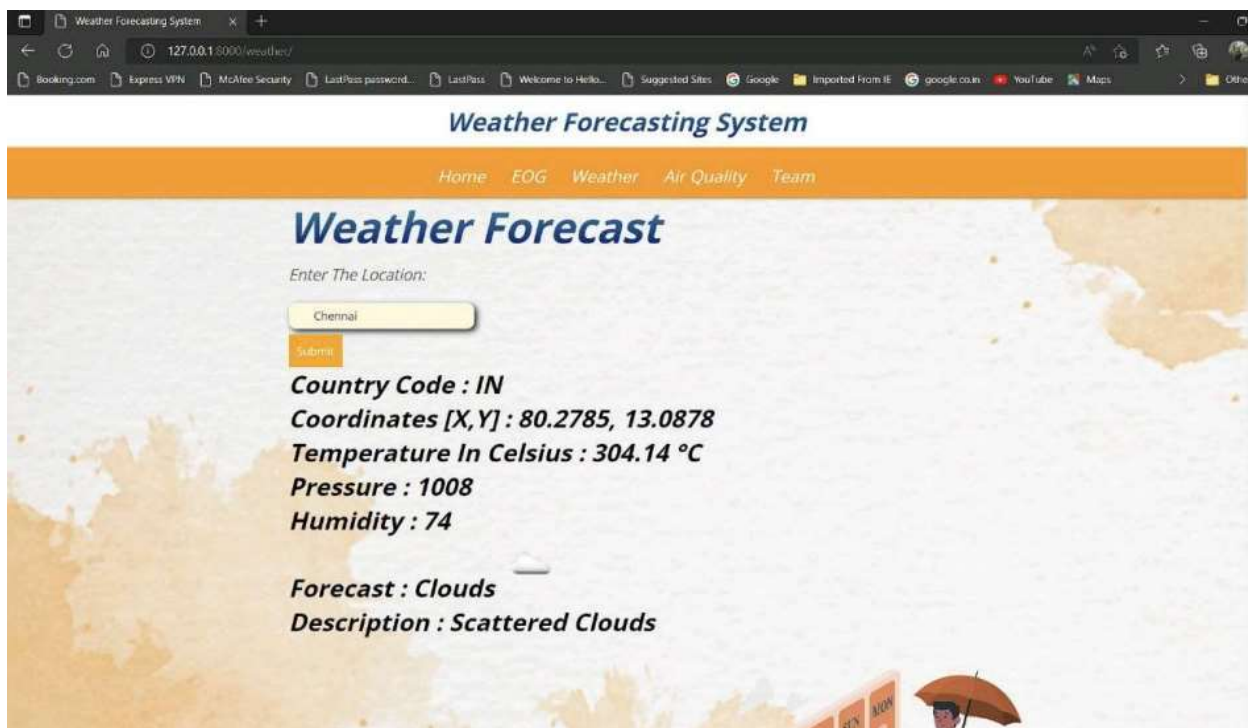 Weather Forecasting System
127.0.0.1:8000/weather/
Booking.com Express VPN McAfee Security LastPass password... LastPass Welcome to Hello... Suggested Sites Google Imported From IE google.co.in YouTube Maps Othe
Weather Forecasting System
Home EOG Weather Air Quality Team
Weather Forecast
Enter The Location:
Chennai
Submit
Country Code : IN
Coordinates [X,Y] : 80.2785, 13.0878
Temperature In Celsius : 304.14 °C
Pressure : 1008
Humidity : 74
Forecast : Clouds
Description : Scattered Clouds
SUN MON